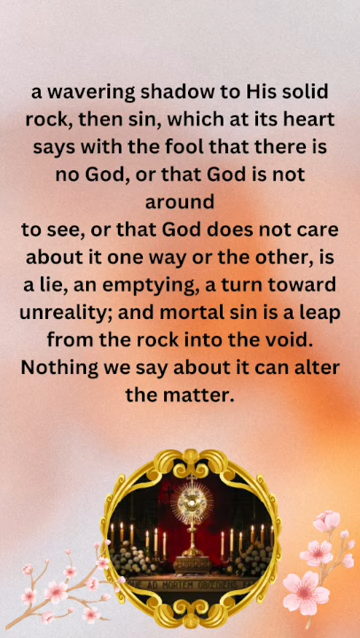 a wavering shadow to His solid
rock, then sin, which at its heart
says with the fool that there is
no God, or that God is not
around
to see, or that God does not care
about it one way or the other, is
a lie, an emptying, a turn toward
unreality; and mortal sin is a leap
from the rock into the void.
Nothing we say about it can alter
the matter.
AD MORTEM